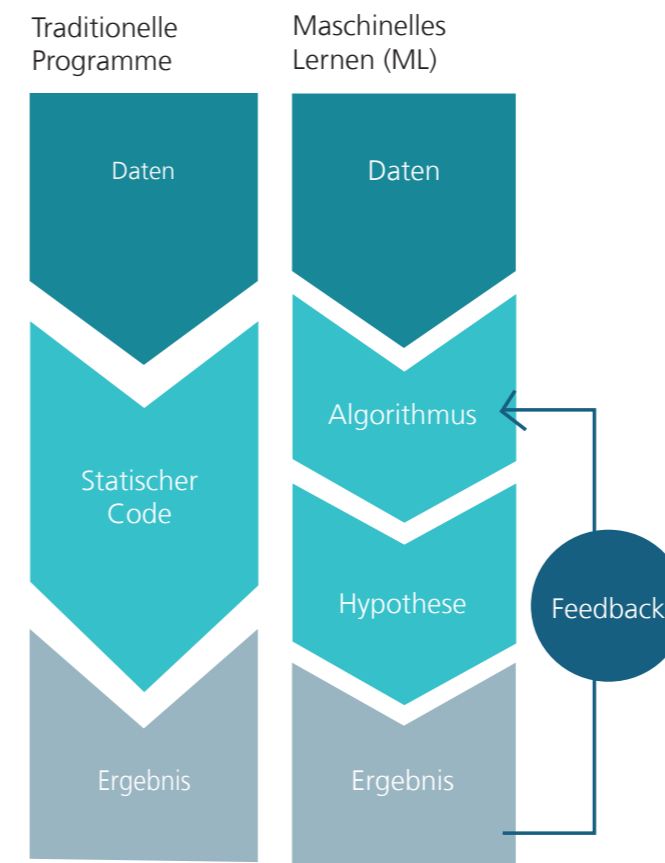 Traditionelle
Programme
Daten
Statischer
Code
Ergebnis
Maschinelles
Lernen (ML)
Daten
Algorithmus
Hypothese
Ergebnis
Feedback